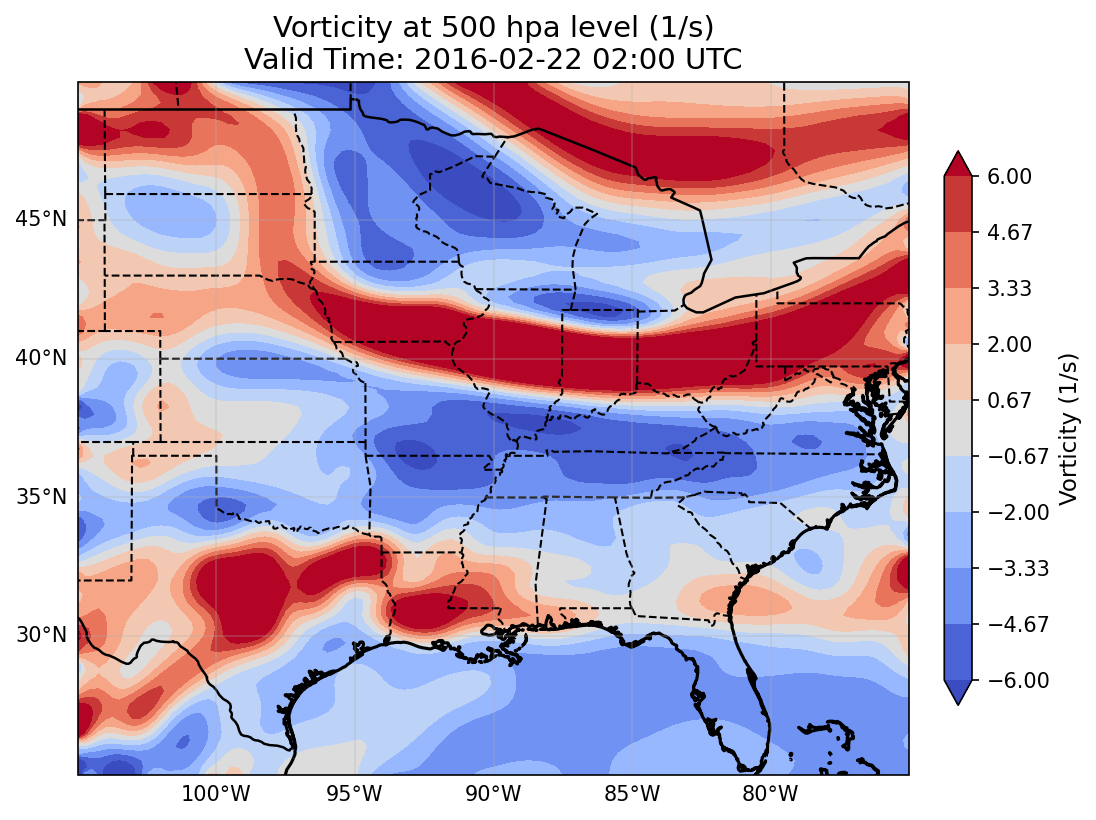 Vorticity at 500 hpa level (1/s)
Valid Time: 2016-02-22 02:00 UTC
45°N
40°N
35°N
30°N
100°W
95°W
90°W
85°W
80°W
6.00
4.67
3.33
2.00
0.67
−0.67
−2.00
−3.33
−4.67
−6.00
Vorticity (1/s)